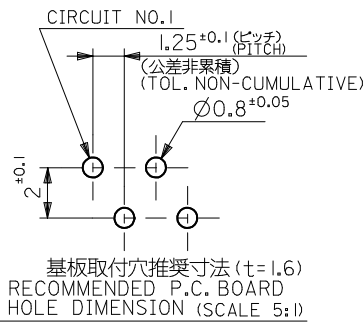 CIRCUIT NO.1
1.25±0.1 (ピッチ)
(PITCH)
(公差非累積)
(TOL. NON-CUMULATIVE)
Ø0.8±0.05
2±0.1
基板取付穴推奨寸法 (t=1.6)
RECOMMENDED P.C. BOARD
HOLE DIMENSION (SCALE 5:1)